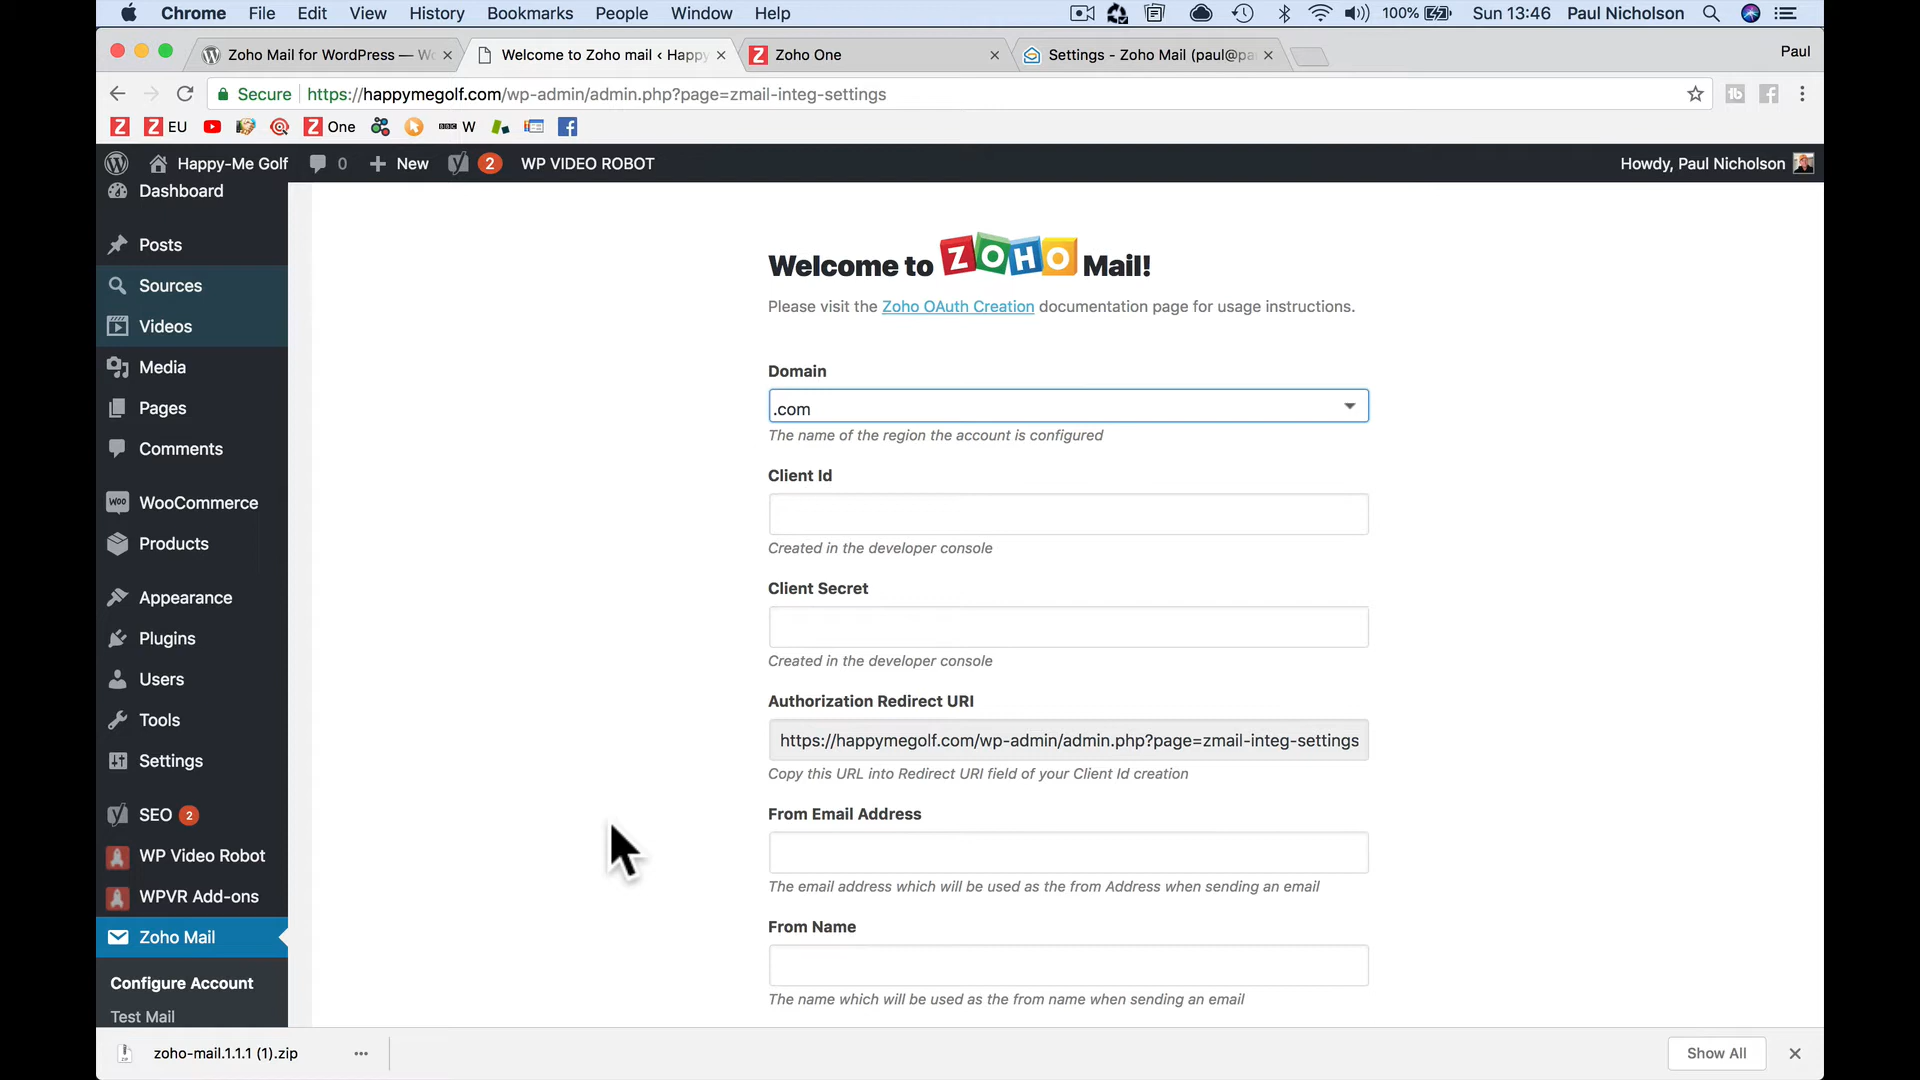 Chrome File Edit View History Bookmarks People Window Help 100% Sun 13:46 Paul Nicholson
Zoho Mail for WordPress — Wo Welcome to Zoho mail ‹ Happy Zoho One Settings - Zoho Mail (paul@pa Paul
Secure https://happymegolf.com/wp-admin/admin.php?page=zmail-integ-settings
Z Z EU Z One BBC W
Happy-Me Golf 0 + New 2 WP VIDEO ROBOT Howdy, Paul Nicholson
Dashboard
Posts
Sources
Videos
Media
Pages
Comments
WooCommerce
Products
Appearance
Plugins
Users
Tools
Settings
SEO 2
WP Video Robot
WPVR Add-ons
Zoho Mail
Configure Account
Test Mail
Welcome to ZOHO Mail!
Please visit the Zoho OAuth Creation documentation page for usage instructions.
Domain
.com
The name of the region the account is configured
Client Id
Created in the developer console
Client Secret
Created in the developer console
Authorization Redirect URI
https://happymegolf.com/wp-admin/admin.php?page=zmail-integ-settings
Copy this URL into Redirect URI field of your Client Id creation
From Email Address
The email address which will be used as the from Address when sending an email
From Name
The name which will be used as the from name when sending an email
zoho-mail.1.1.1 (1).zip Show All